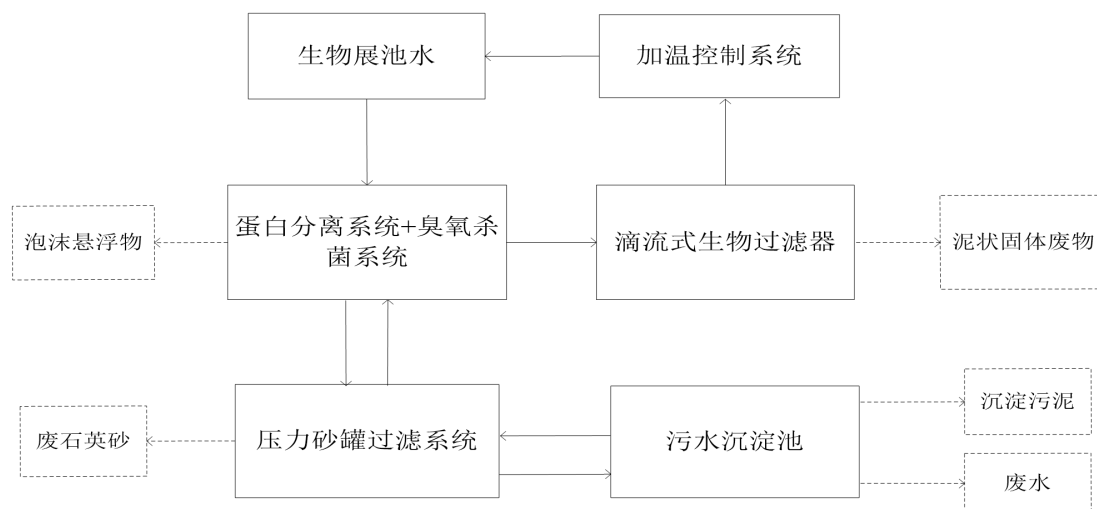 生物展池水
加温控制系统
泡沫悬浮物
蛋白分离系统+臭氧杀
菌系统
滴流式生物过滤器
泥状固体废物
废石英砂
压力砂罐过滤系统
污水沉淀池
沉淀污泥
废水